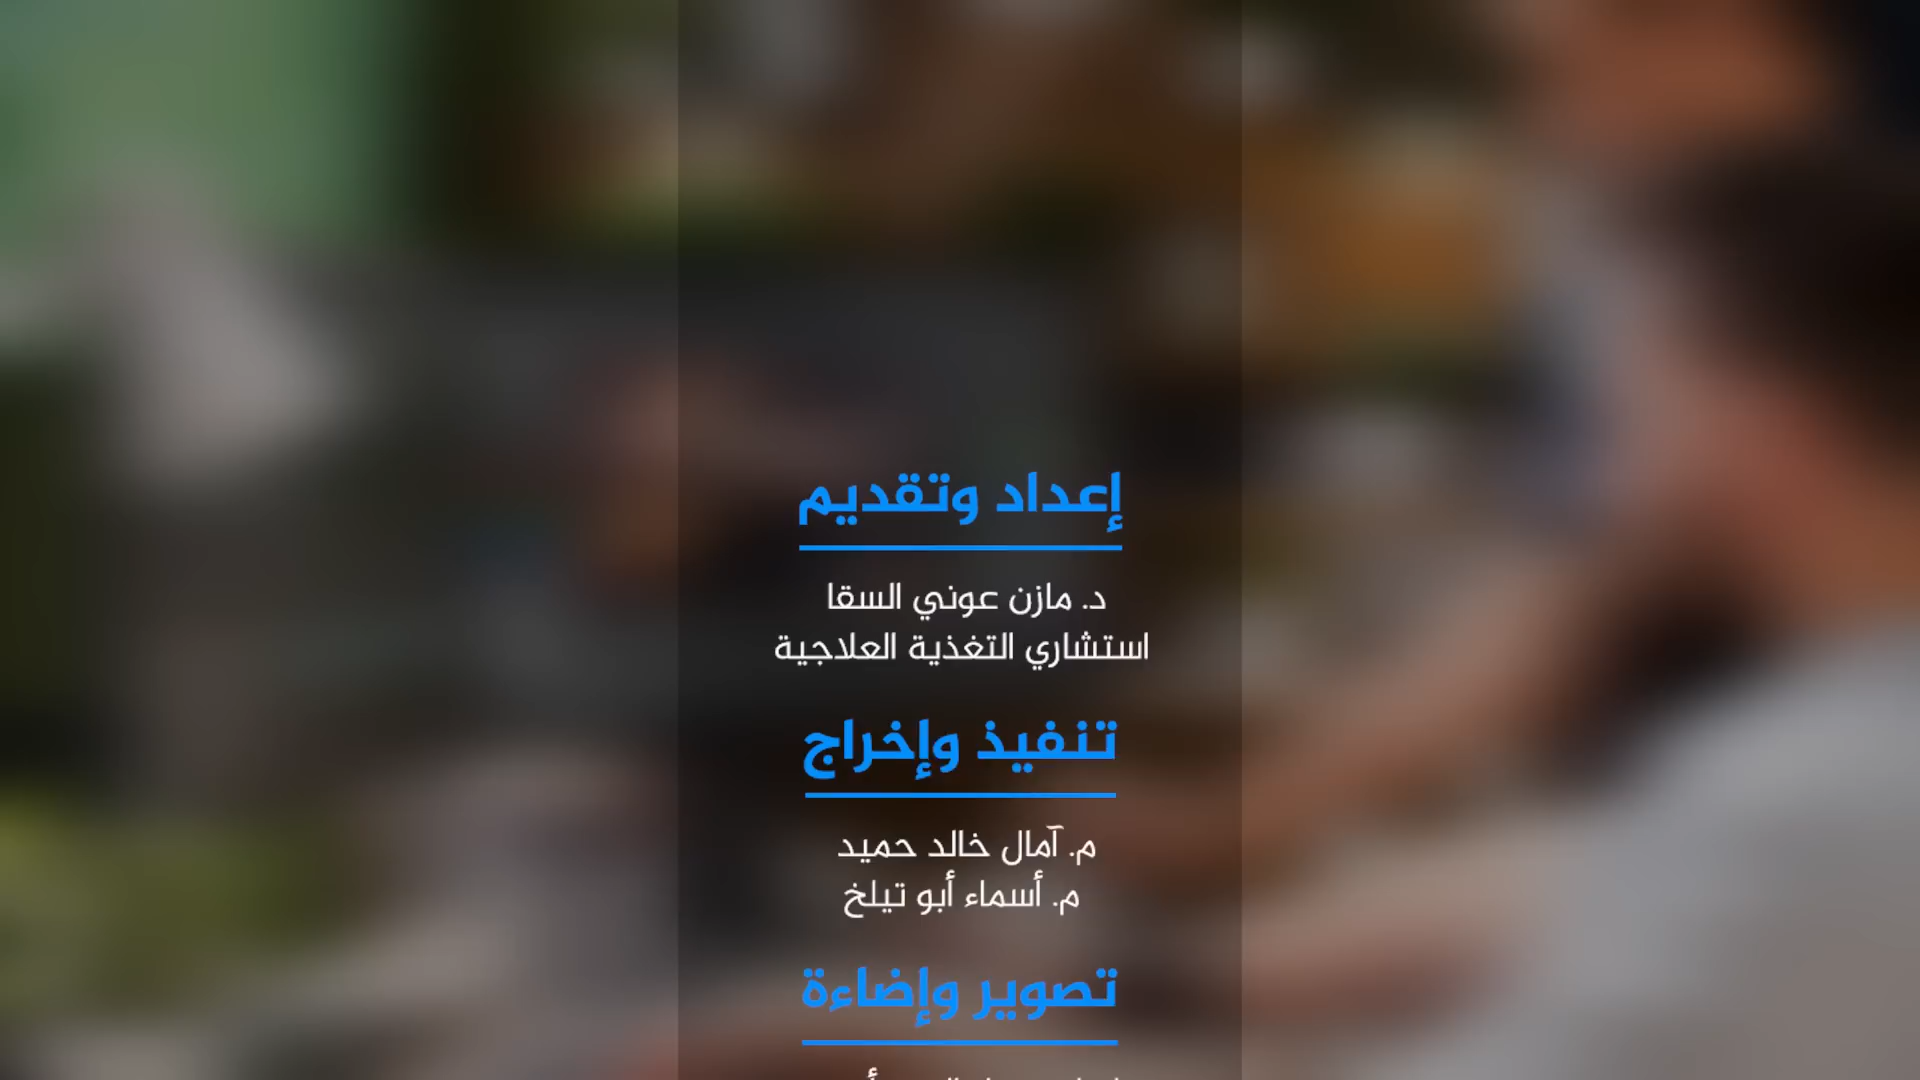 إعداد وتقديم
د. مازن عوني السقا
استشاري التغذية العلاجية
تنفيذ وإخراج
م. آمال خالد حميد
م. أسماء أبو تيلخ
تصوير وإضاءة